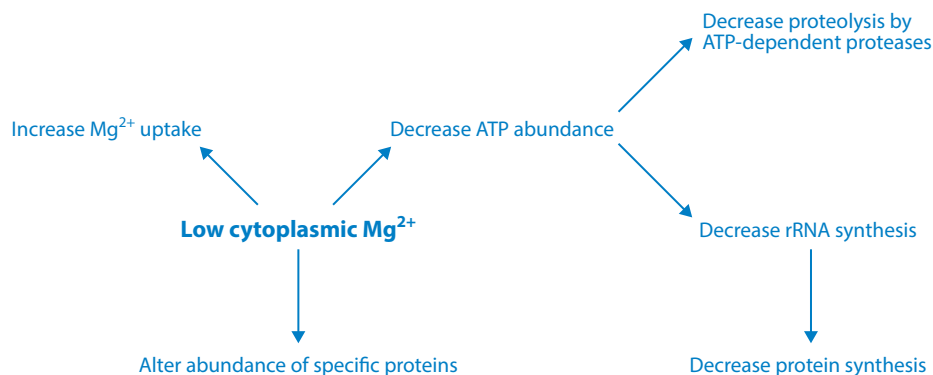 Decrease proteolysis by
ATP-dependent proteases
Increase Mg²⁺ uptake
Decrease ATP abundance
Low cytoplasmic Mg²⁺
Decrease rRNA synthesis
Alter abundance of specific proteins
Decrease protein synthesis